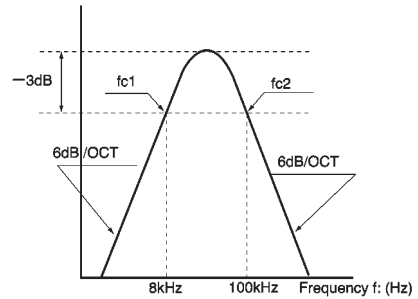 −3dB
fc1
fc2
6dB/OCT
6dB/OCT
8kHz
100kHz
Frequency f: (Hz)